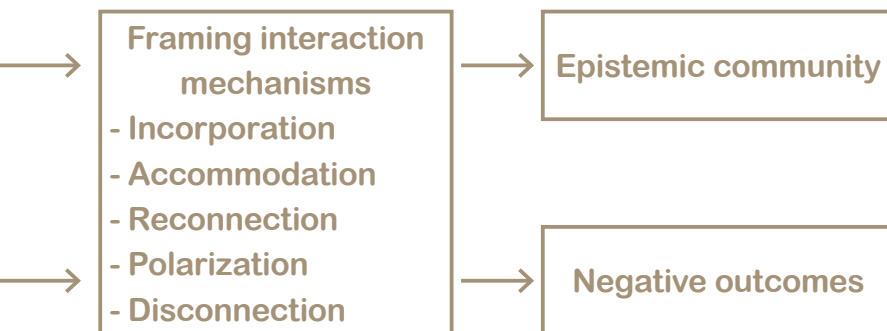 Framing interaction
mechanisms
- Incorporation
- Accommodation
- Reconnection
- Polarization
- Disconnection
Epistemic community
Negative outcomes